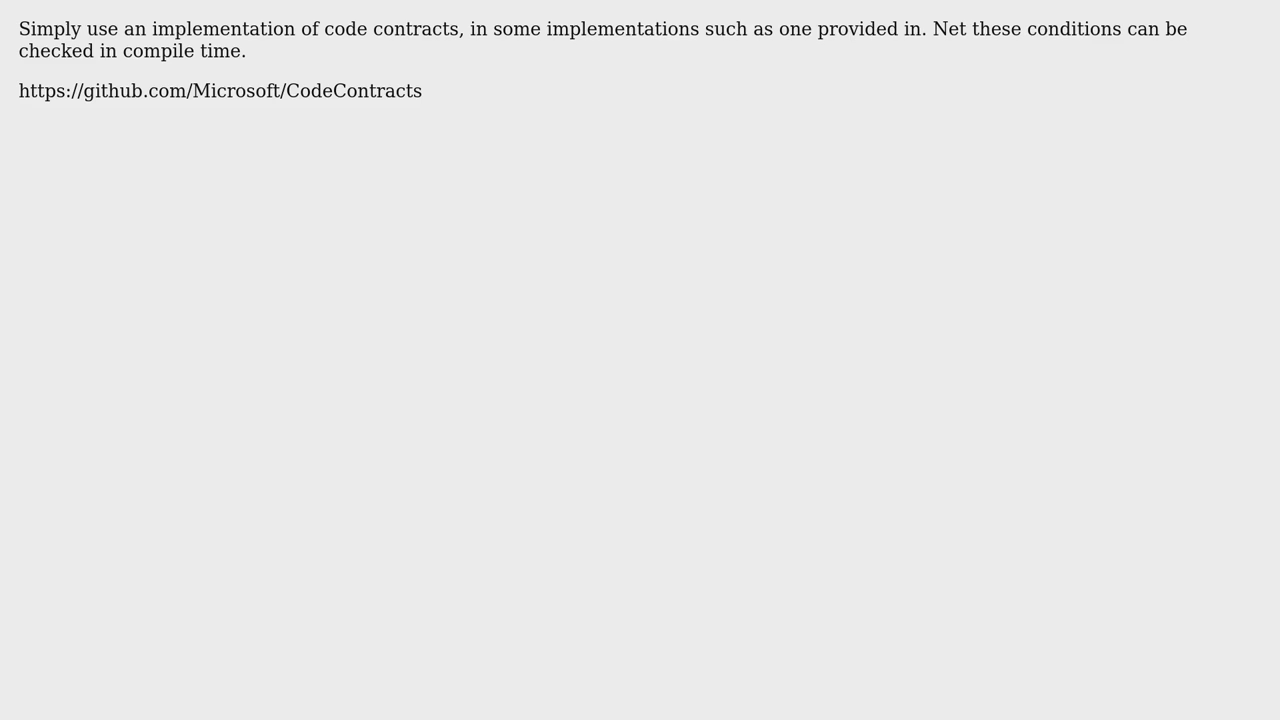 Simply use an implementation of code contracts, in some implementations such as one provided in. Net these conditions can be
checked in compile time.
https://github.com/Microsoft/CodeContracts